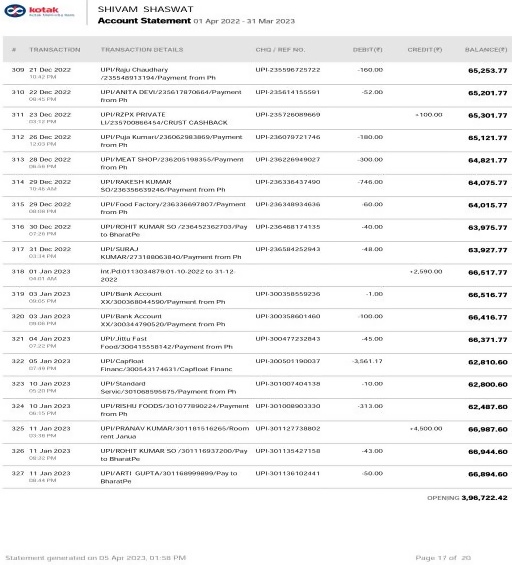 kotak
Kotak Mahindra Bank
SHIVAM SHASWAT
Account Statement 01 Apr 2022 - 31 Mar 2023
# TRANSACTION TRANSACTION DETAILS CHQ / REF NO. DEBIT(₹) CREDIT(₹) BALANCE(₹)
309 21 Dec 2022 UPI/Raju Chaudhary UPI-235596725722 -160.00 65,253.77
10:42 PM /235548913194/Payment from Ph
310 22 Dec 2022 UPI/ANITA DEVI/235617870664/Payment UPI-235614155591 -52.00 65,201.77
08:45 PM from Ph
311 23 Dec 2022 UPI/RZPX PRIVATE UPI-235726089669 +100.00 65,301.77
03:32 PM LI/235700866454/CRUST CASHBACK
312 26 Dec 2022 UPI/Puja Kumari/236062983869/Payment UPI-236079721746 -180.00 65,121.77
12:03 PM from Ph
313 28 Dec 2022 UPI/MEAT SHOP/236205198355/Payment UPI-236226949027 -300.00 64,821.77
06:59 PM from Ph
314 29 Dec 2022 UPI/RAKESH KUMAR UPI-236336437490 -746.00 64,075.77
10:46 AM SO/236356639246/Payment from Ph
315 29 Dec 2022 UPI/Food Factory/236336697807/Payment UPI-236348934636 -60.00 64,015.77
08:08 PM from Ph
316 30 Dec 2022 UPI/ROHIT KUMAR SO /236452362703/Pay UPI-236468174135 -40.00 63,975.77
07:26 PM to BharatPe
317 31 Dec 2022 UPI/SURAJ UPI-236584252943 -48.00 63,927.77
03:34 PM KUMAR/273188063840/Payment from Ph
318 01 Jan 2023 Int.Pd:0113034879:01-10-2022 to 31-12- +2,590.00 66,517.77
04:01 AM 2022
319 03 Jan 2023 UPI/Bank Account UPI-300358559236 -1.00 66,516.77
09:05 PM XX/300368044590/Payment from Ph
320 03 Jan 2023 UPI/Bank Account UPI-300358601460 -100.00 66,416.77
09:06 PM XX/300344790520/Payment from Ph
321 04 Jan 2023 UPI/Jittu Fast UPI-300477232843 -45.00 66,371.77
07:22 PM Food/300415558142/Payment from Ph
322 05 Jan 2023 UPI/Capfloat UPI-300501190037 -3,561.17 62,810.60
07:49 PM Financ/300543174631/Capfloat Financ
323 10 Jan 2023 UPI/Standard UPI-301007404138 -10.00 62,800.60
05:20 PM Servic/301068595675/Payment from Ph
324 10 Jan 2023 UPI/RISHU FOODS/301077890224/Payment UPI-301008903330 -313.00 62,487.60
08:15 PM from Ph
325 11 Jan 2023 UPI/PRANAV KUMAR/301181516265/Room UPI-301127738802 +4,500.00 66,987.60
03:36 PM rent Janua
326 11 Jan 2023 UPI/ROHIT KUMAR SO /301116937200/Pay UPI-301135427158 -43.00 66,944.60
08:22 PM to BharatPe
327 11 Jan 2023 UPI/ARTI GUPTA/301168999899/Pay to UPI-301136102441 -50.00 66,894.60
08:44 PM BharatPe
OPENING 3,96,722.42
Statement generated on 05 Apr 2023, 01:58 PM Page 17 of 20